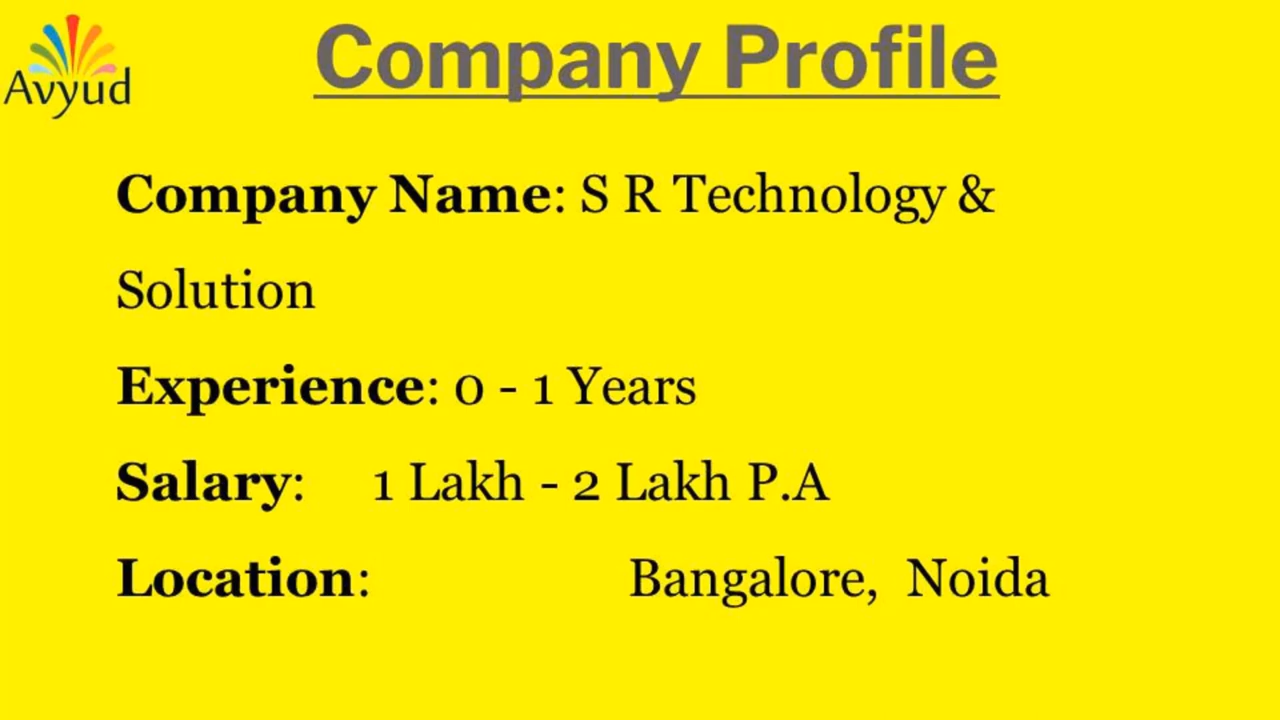 Avyud
Company Profile
Company Name: S R Technology &
Solution
Experience: 0 - 1 Years
Salary: 1 Lakh - 2 Lakh P.A
Location: Bangalore, Noida